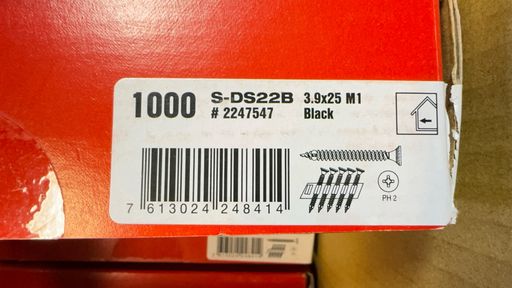 1000 S-DS22B 3.9x25 M1
# 2247547 Black
PH 2
7 613024 248414